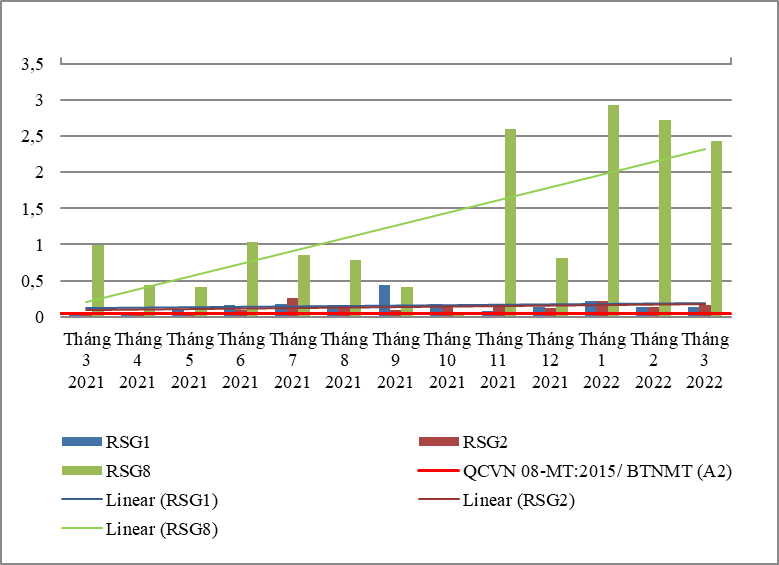 3,5
3
2,5
2
1,5
1
0,5
0
Tháng Tháng Tháng Tháng Tháng Tháng Tháng Tháng Tháng Tháng Tháng Tháng Tháng
3 4 5 6 7 8 9 10 11 12 1 2 3
2021 2021 2021 2021 2021 2021 2021 2021 2021 2021 2022 2022 2022
RSG1 RSG2
RSG8 QCVN 08-MT:2015/ BTNMT (A2)
Linear (RSG1) Linear (RSG2)
Linear (RSG8)